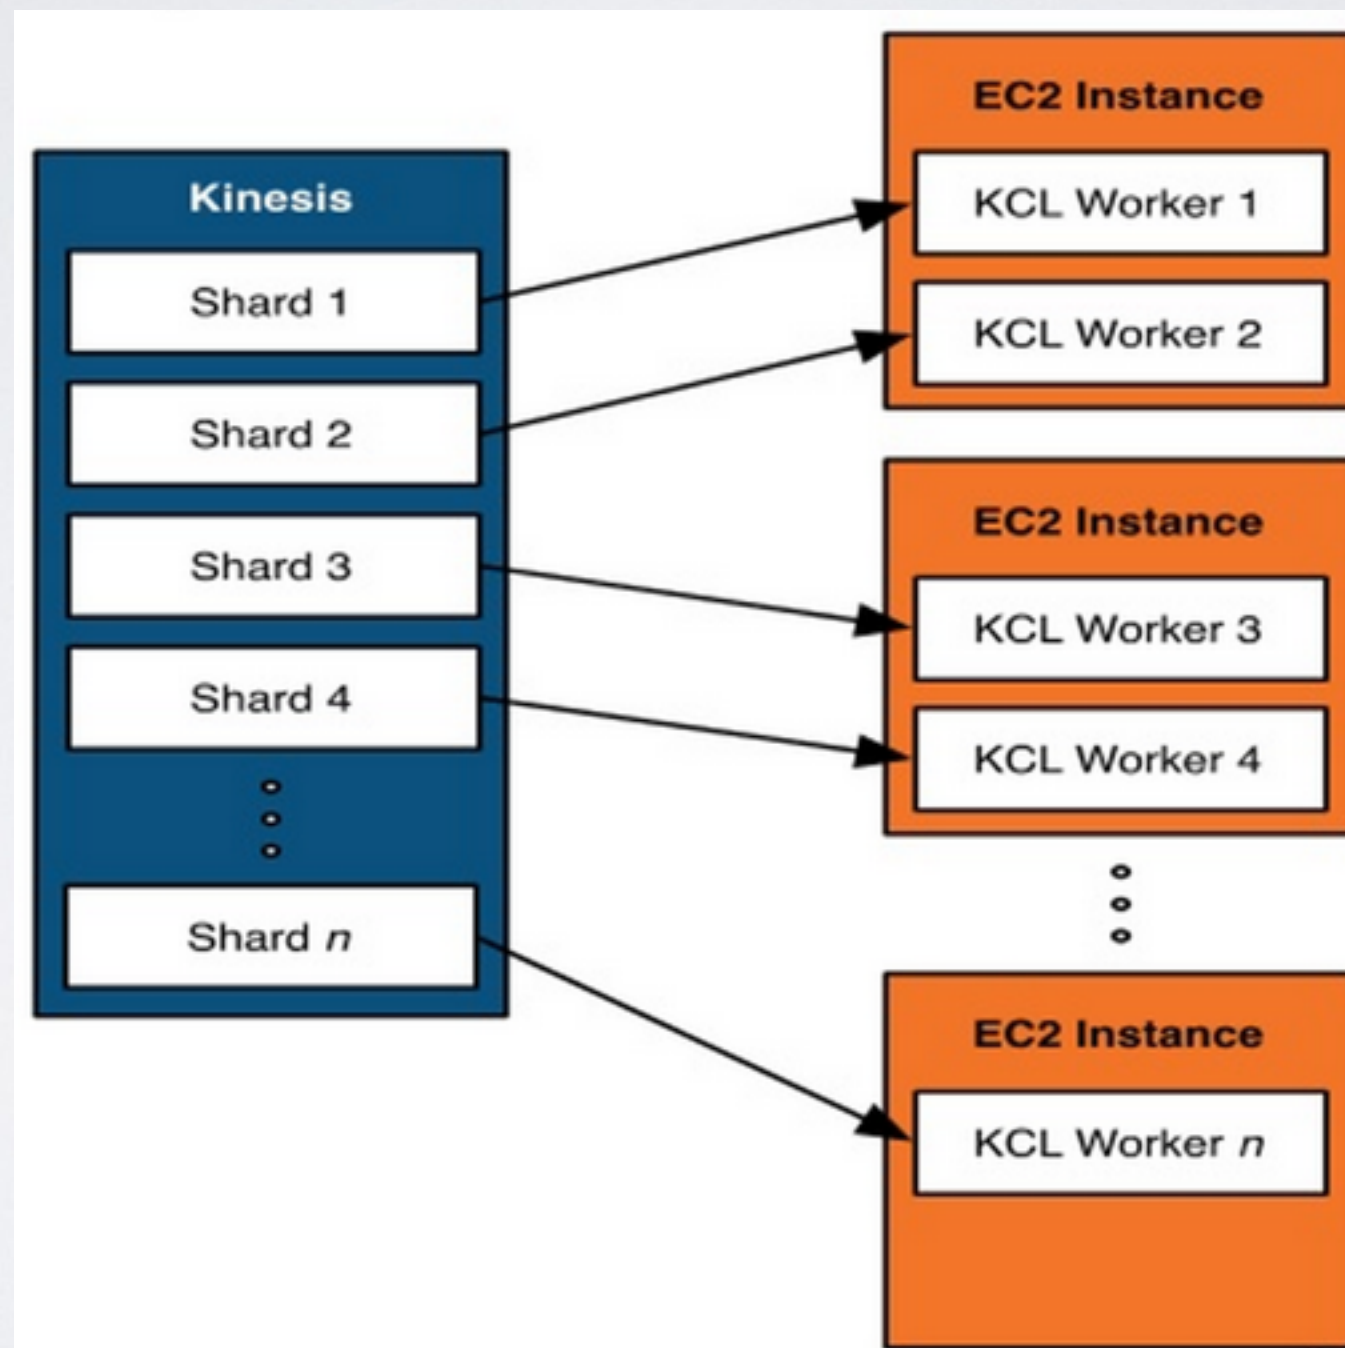 Kinesis
Shard 1
Shard 2
Shard 3
Shard 4
Shard n
EC2 Instance
KCL Worker 1
KCL Worker 2
EC2 Instance
KCL Worker 3
KCL Worker 4
EC2 Instance
KCL Worker n